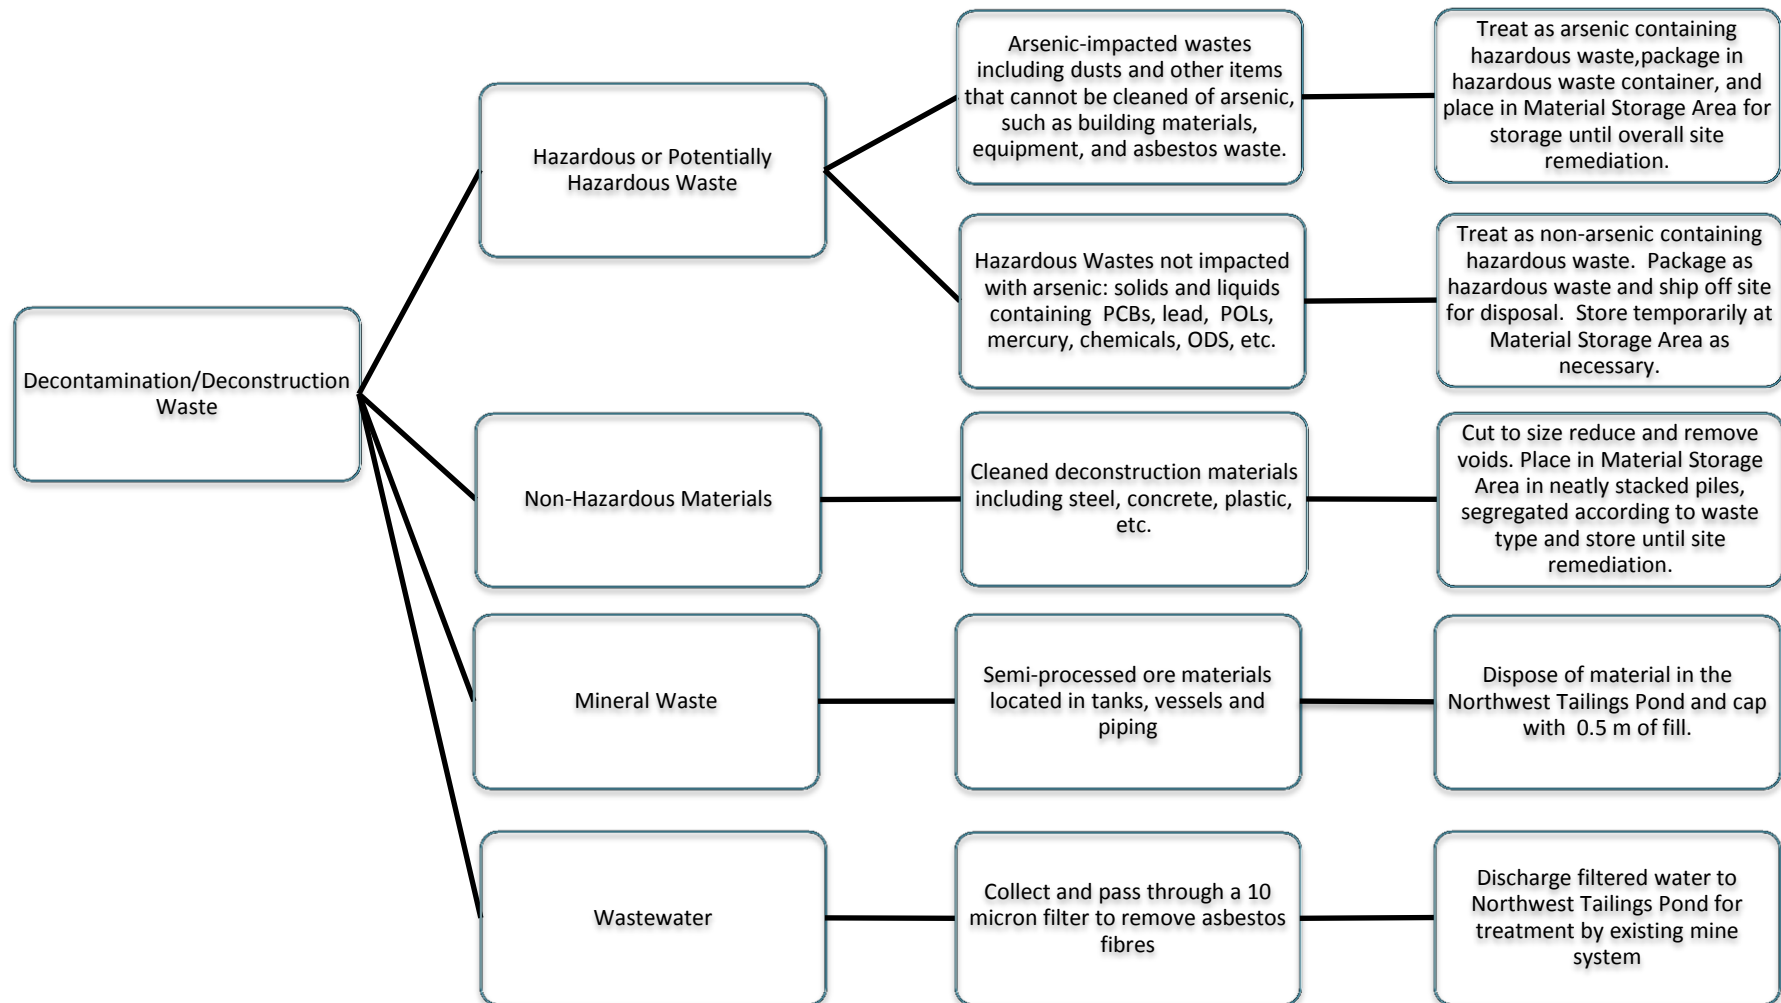 Decontamination/Deconstruction
Waste
Hazardous or Potentially
Hazardous Waste
Arsenic-impacted wastes
including dusts and other items
that cannot be cleaned of arsenic,
such as building materials,
equipment, and asbestos waste.
Treat as arsenic containing
hazardous waste,package in
hazardous waste container, and
place in Material Storage Area for
storage until overall site
remediation.
Hazardous Wastes not impacted
with arsenic: solids and liquids
containing PCBs, lead, POLs,
mercury, chemicals, ODS, etc.
Treat as non-arsenic containing
hazardous waste. Package as
hazardous waste and ship off site
for disposal. Store temporarily at
Material Storage Area as
necessary.
Non-Hazardous Materials
Cleaned deconstruction materials
including steel, concrete, plastic,
etc.
Cut to size reduce and remove
voids. Place in Material Storage
Area in neatly stacked piles,
segregated according to waste
type and store until site
remediation.
Mineral Waste
Semi-processed ore materials
located in tanks, vessels and
piping
Dispose of material in the
Northwest Tailings Pond and cap
with 0.5 m of fill.
Wastewater
Collect and pass through a 10
micron filter to remove asbestos
fibres
Discharge filtered water to
Northwest Tailings Pond for
treatment by existing mine
system